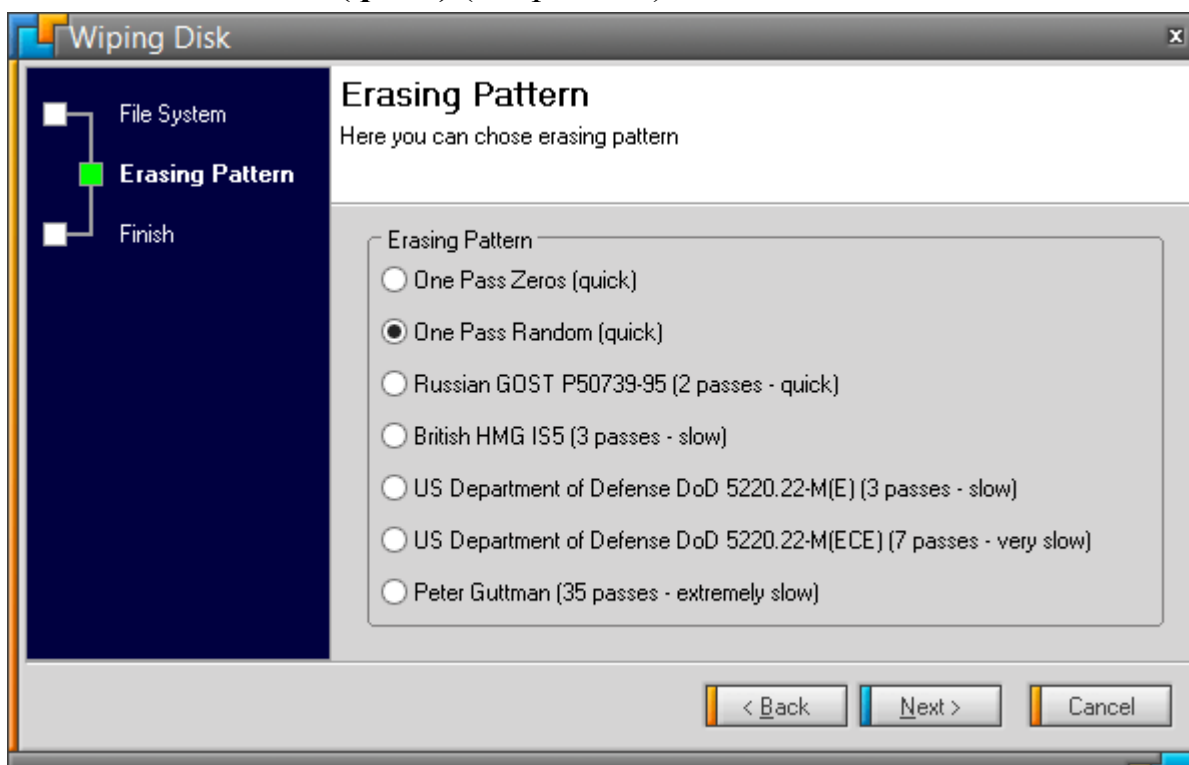 Wiping Disk
File System
Erasing Pattern
Finish
Erasing Pattern
Here you can chose erasing pattern
Erasing Pattern
One Pass Zeros (quick)
One Pass Random (quick)
Russian GOST P50739-95 (2 passes - quick)
British HMG IS5 (3 passes - slow)
US Department of Defense DoD 5220.22-M(E) (3 passes - slow)
US Department of Defense DoD 5220.22-M(ECE) (7 passes - very slow)
Peter Guttman (35 passes - extremely slow)
< Back Next > Cancel